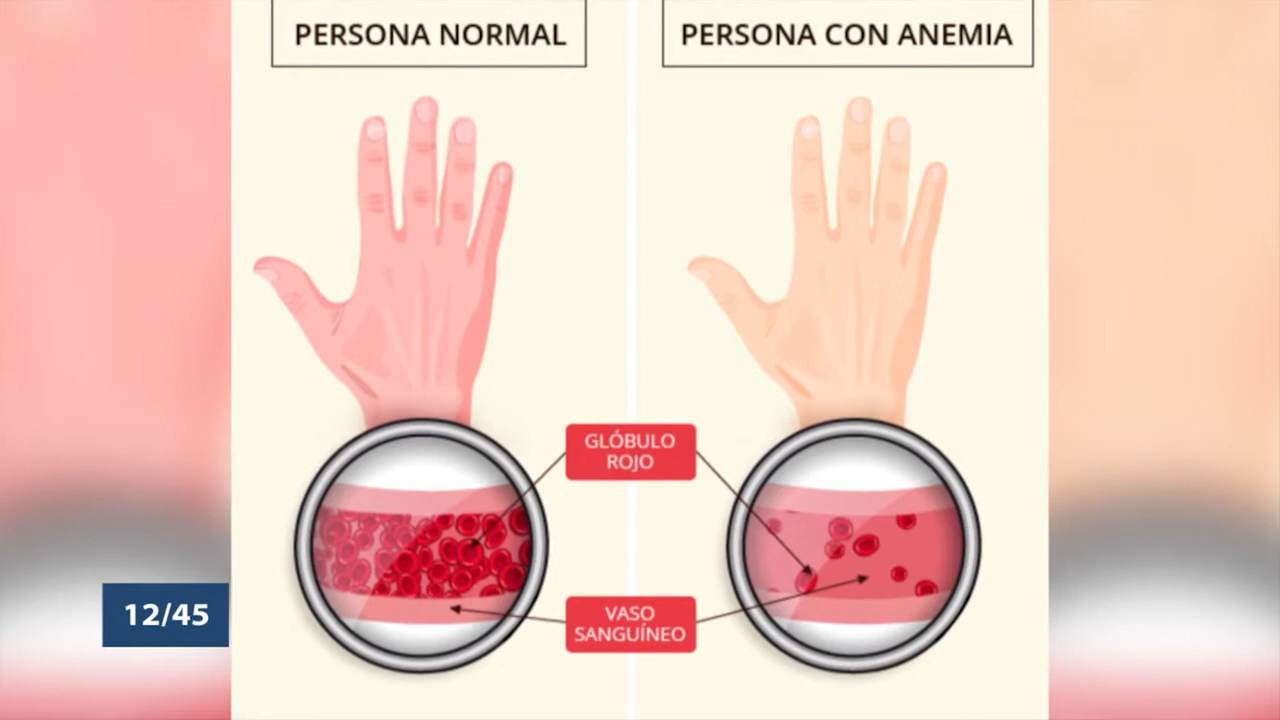 PERSONA NORMAL
PERSONA CON ANEMIA
GLÓBULO
ROJO
VASO
SANGUÍNEO
12/45